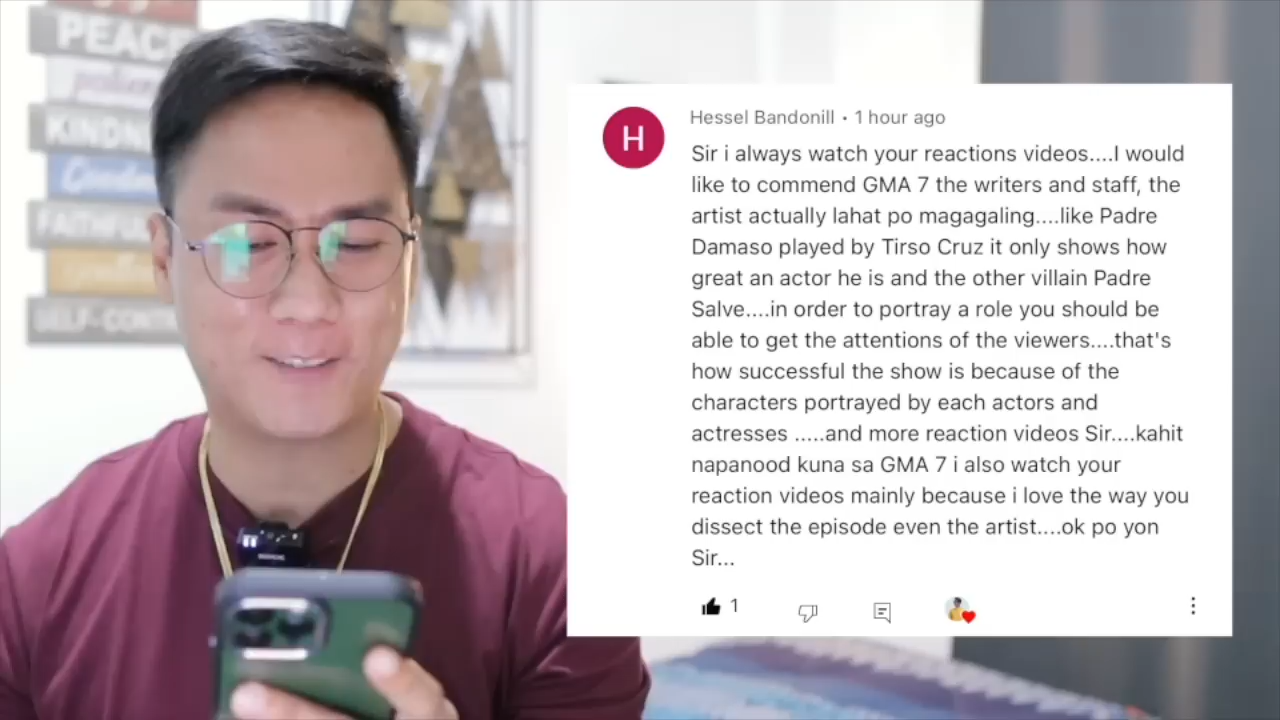 PEACE
KINDN
FAITHFUL
SELF-CONT
H
Hessel Bandonill • 1 hour ago
Sir i always watch your reactions videos....I would
like to commend GMA 7 the writers and staff, the
artist actually lahat po magagaling....like Padre
Damaso played by Tirso Cruz it only shows how
great an actor he is and the other villain Padre
Salve....in order to portray a role you should be
able to get the attentions of the viewers....that's
how successful the show is because of the
characters portrayed by each actors and
actresses .....and more reaction videos Sir....kahit
napanood kuna sa GMA 7 i also watch your
reaction videos mainly because i love the way you
dissect the episode even the artist....ok po yon
Sir...
1